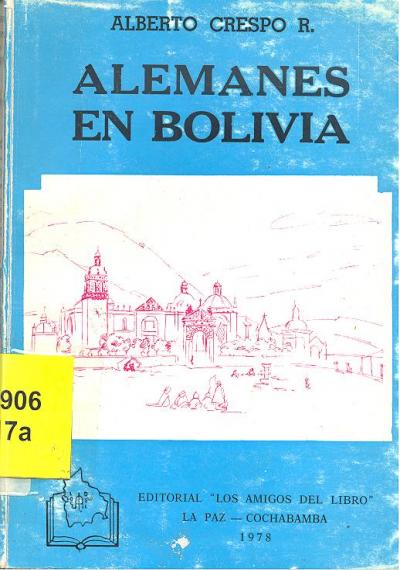 ALBERTO CRESPO R.
ALEMANES
EN BOLIVIA
906
7a
EDITORIAL "LOS AMIGOS DEL LIBRO"
LA PAZ — COCHABAMBA
1978